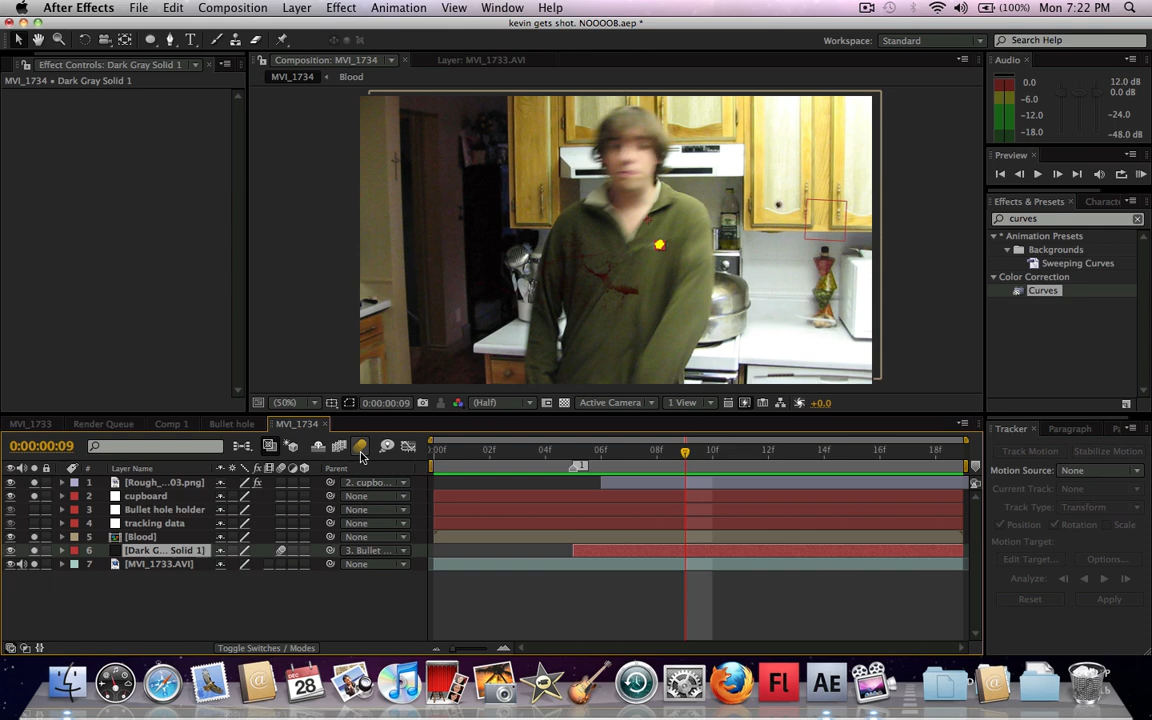 After Effects File Edit Composition Layer Effect Animation View Window Help (100%) Mon 7:22 PM
kevin gets shot. NOOOOB.aep *
T Workspace: Standard Search Help
Effect Controls: Dark Gray Solid 1 Composition: MVI_1734 Layer: MVI_1733.AVI Audio
MVI_1734 • Dark Gray Solid 1 MVI_1734 Blood
0.0 12.0 dB
0.0 dB
-6.0
-12.0 -24.0
-18.0 -48.0 dB
Preview
Effects & Presets Charact
curves
* Animation Presets
Backgrounds
Sweeping Curves
Color Correction
Curves
(50%) 0:00:00:09 (Half) Active Camera 1 View +0.0
MVI_1733 Render Queue Comp 1 Bullet hole MVI_1734 Tracker Paragraph
0:00:00:09 02f 04f 06f 08f 10f 12f 14f 16f 18f Track Motion Stabilize Motion
# Layer Name fx Parent 1 Motion Source: None
1 [Rough_...03.png] fx 2. cupbo... Current Track: None
2 cupboard None
3 Bullet hole holder None Track Type: Transform
4 tracking data None Position Rotation Scale
5 [Blood] None Motion Target:
6 [Dark G... Solid 1] 3. Bullet ... Edit Target... Options...
7 [MVI_1733.AVI] None
Analyze:
Reset Apply
Toggle Switches / Modes
DEC 28 Fl AE